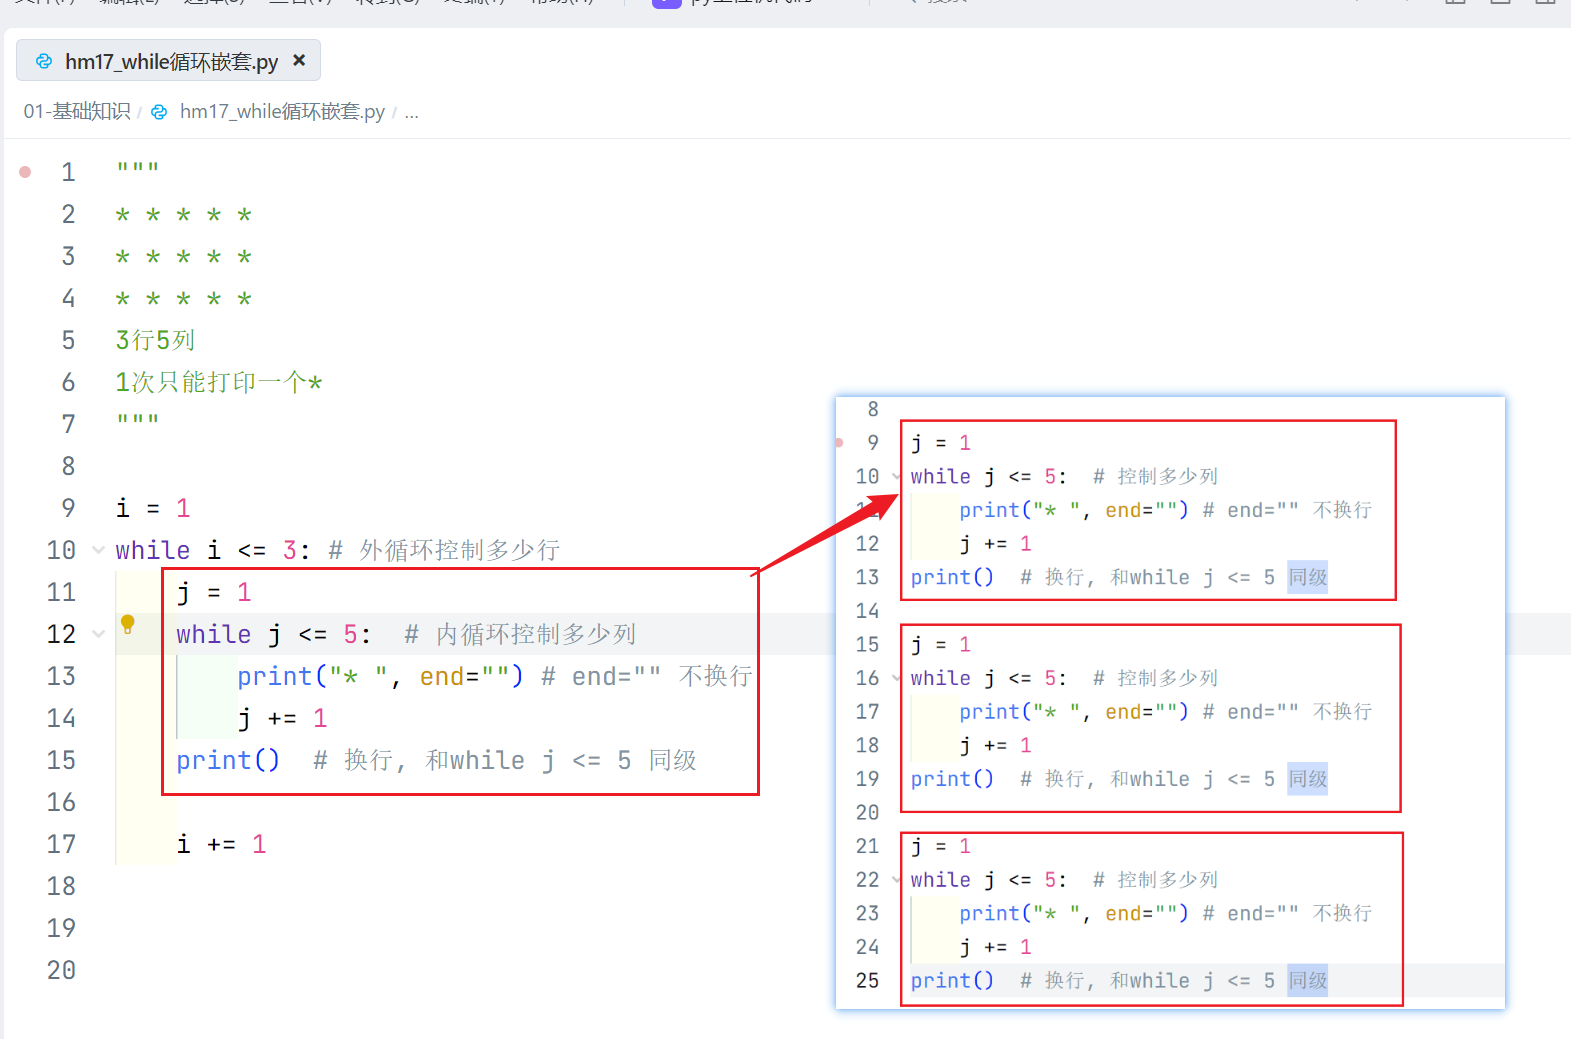 hm17_while循环嵌套.py ×
01-基础知识 / hm17_while循环嵌套.py / ...
1 """
2 * * * * *
3 * * * * *
4 * * * * *
5 3行5列
6 1次只能打印一个*
7 """
8
9 i = 1
10 while i <= 3: # 外循环控制多少行
11 j = 1
12 while j <= 5:  # 内循环控制多少列
13 print("* ", end="") # end="" 不换行
14 j += 1
15 print()  # 换行, 和while j <= 5 同级
16
17 i += 1
18
19
20
8
9 j = 1
10 while j <= 5:  # 控制多少列
print("* ", end="") # end="" 不换行
12 j += 1
13 print()  # 换行, 和while j <= 5 同级
14
15 j = 1
16 while j <= 5:  # 控制多少列
17 print("* ", end="") # end="" 不换行
18 j += 1
19 print()  # 换行, 和while j <= 5 同级
20
21 j = 1
22 while j <= 5:  # 控制多少列
23 print("* ", end="") # end="" 不换行
24 j += 1
25 print()  # 换行, 和while j <= 5 同级